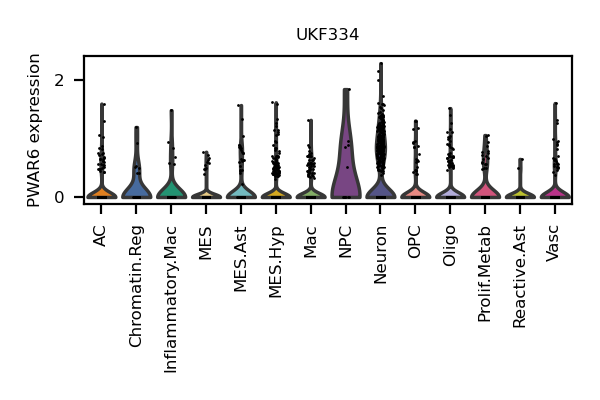 UKF334
PWAR6 expression
2
0
AC
Chromatin.Reg
Inflammatory.Mac
MES
MES.Ast
MES.Hyp
Mac
NPC
Neuron
OPC
Oligo
Prolif.Metab
Reactive.Ast
Vasc